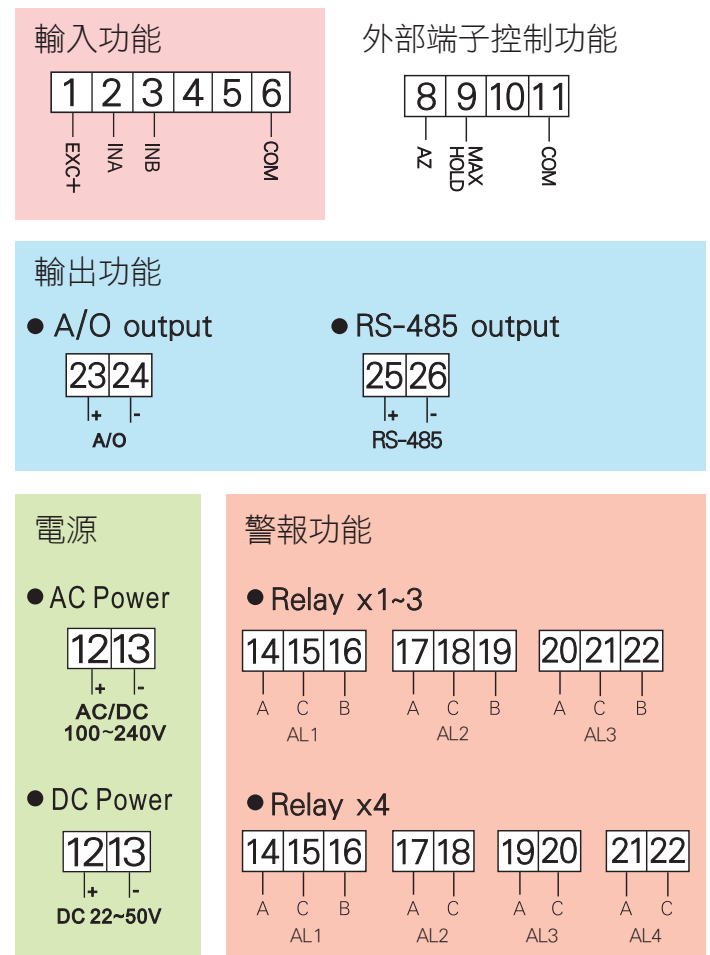 輸入功能
1 2 3 4 5 6
EXC+ INA INB COM
外部端子控制功能
8 9 10 11
AZ MAX HOLD COM
輸出功能
● A/O output
23 24
+ -
A/O
● RS-485 output
25 26
+ -
RS-485
電源
● AC Power
12 13
+ -
AC/DC
100~240V
● DC Power
12 13
+ -
DC 22~50V
警報功能
● Relay x1~3
14 15 16 17 18 19 20 21 22
A C B A C B A C B
AL1 AL2 AL3
● Relay x4
14 15 16 17 18 19 20 21 22
A C B A C A C A C
AL1 AL2 AL3 AL4